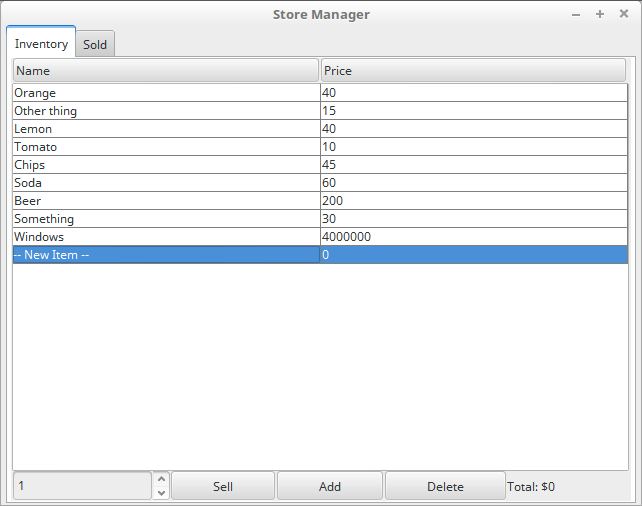 Store Manager
Inventory Sold
Name Price
Orange 40
Other thing 15
Lemon 40
Tomato 10
Chips 45
Soda 60
Beer 200
Something 30
Windows 4000000
-- New Item -- 0
1 Sell Add Delete Total: $0